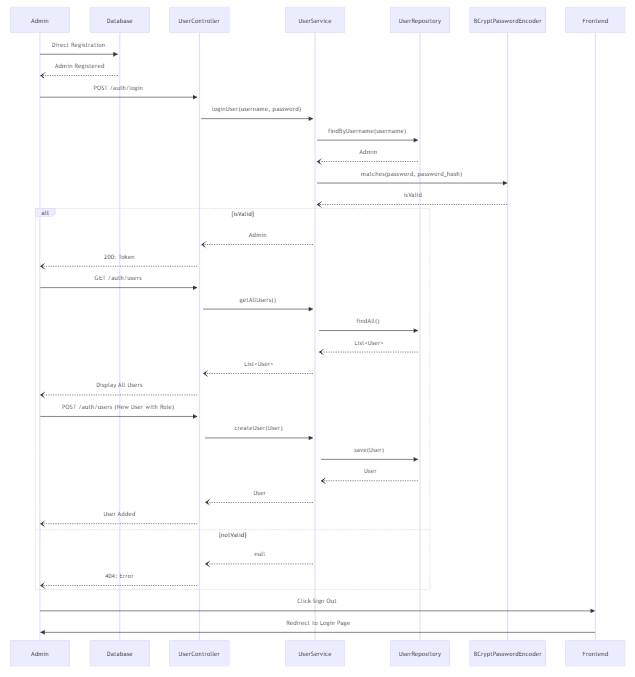 Admin Database UserController UserService UserRepository BCryptPasswordEncoder Frontend
Direct Registration
Admin Registered
POST /auth/login
loginUser(username, password)
findByUsername(username)
Admin
matches(password, password_hash)
isValid
alt [isValid]
Admin
200: Token
GET /auth/users
getAllUsers()
findAll()
List<User>
List<User>
Display All Users
POST /auth/users (New User with Role)
createUser(User)
save(User)
User
User
User Added
[notValid]
null
404: Error
Click Sign Out
Redirect to Login Page
Admin Database UserController UserService UserRepository BCryptPasswordEncoder Frontend